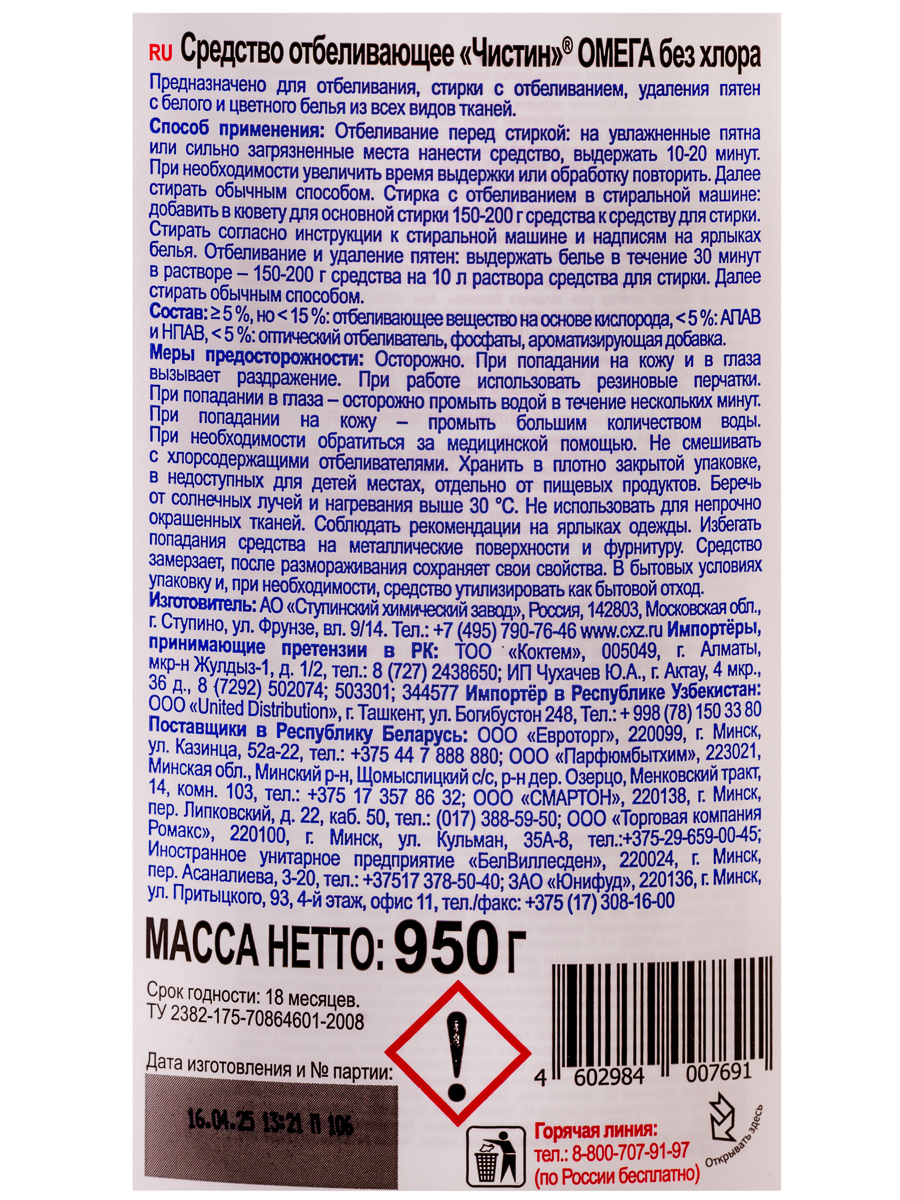 RU Средство отбеливающее «Чистин»® ОМЕГА без хлора
Предназначено для отбеливания, стирки с отбеливанием, удаления пятен
с белого и цветного белья из всех видов тканей.
Способ применения: Отбеливание перед стиркой: на увлажненные пятна
или сильно загрязненные места нанести средство, выдержать 10-20 минут.
При необходимости увеличить время выдержки или обработку повторить. Далее
стирать обычным способом. Стирка с отбеливанием в стиральной машине:
добавить в кювету для основной стирки 150-200 г средства к средству для стирки.
Стирать согласно инструкции к стиральной машине и надписям на ярлыках
белья. Отбеливание и удаление пятен: выдержать белье в течение 30 минут
в растворе – 150-200 г средства на 10 л раствора средства для стирки. Далее
стирать обычным способом.
Состав: ≥ 5 %, но < 15 %: отбеливающее вещество на основе кислорода, < 5 %: АПАВ
и НПАВ, < 5 %: оптический отбеливатель, фосфаты, ароматизирующая добавка.
Меры предосторожности: Осторожно. При попадании на кожу и в глаза
вызывает раздражение. При работе использовать резиновые перчатки.
При попадании в глаза – осторожно промыть водой в течение нескольких минут.
При попадании на кожу – промыть большим количеством воды.
При необходимости обратиться за медицинской помощью. Не смешивать
с хлорсодержащими отбеливателями. Хранить в плотно закрытой упаковке,
в недоступных для детей местах, отдельно от пищевых продуктов. Беречь
от солнечных лучей и нагревания выше 30 °С. Не использовать для непрочно
окрашенных тканей. Соблюдать рекомендации на ярлыках одежды. Избегать
попадания средства на металлические поверхности и фурнитуру. Средство
замерзает, после размораживания сохраняет свои свойства. В бытовых условиях
упаковку и, при необходимости, средство утилизировать как бытовой отход.
Изготовитель: АО «Ступинский химический завод», Россия, 142803, Московская обл.,
г. Ступино, ул. Фрунзе, вл. 9/14. Тел.: +7 (495) 790-76-46 www.cxz.ru Импортёры,
принимающие претензии в РК: ТОО "Коктем", 005049, г. Алматы,
мкр-н Жулдыз-1, д. 1/2, тел.: 8 (727) 2438650; ИП Чухачев Ю.А., г. Актау, 4 мкр.,
36 д., 8 (7292) 502074; 503301; 344577 Импортёр в Республике Узбекистан:
ООО «United Distribution», г. Ташкент, ул. Богибустон 248, Тел.: + 998 (78) 150 33 80
Поставщики в Республику Беларусь: ООО «Евроторг», 220099, г. Минск,
ул. Казинца, 52а-22, тел.: +375 44 7 888 880; ООО «Парфюмбытхим», 223021,
Минская обл., Минский р-н, Щомыслицкий с/с, р-н дер. Озерцо, Менковский тракт,
14, комн. 103, тел.: +375 17 357 86 32; ООО «СМАРТОН», 220138, г. Минск,
пер. Липковский, д. 22, каб. 50, тел.: (017) 388-59-50; ООО «Торговая компания
Ромакс», 220100, г. Минск, ул. Кульман, 35А-8, тел.:+375-29-659-00-45;
Иностранное унитарное предприятие «БелВиллесден», 220024, г. Минск,
пер. Асаналиева, 3-20, тел.: +37517 378-50-40; ЗАО «Юнифуд», 220136, г. Минск,
ул. Притыцкого, 93, 4-й этаж, офис 11, тел./факс: +375 (17) 308-16-00
МАССА НЕТТО: 950 Г
Срок годности: 18 месяцев.
ТУ 2382-175-70864601-2008
Дата изготовления и № партии:
16.04.25 13:21 П 106
4 602984 007691
Горячая линия:
тел.: 8-800-707-91-97
(по России бесплатно)
Открывать здесь